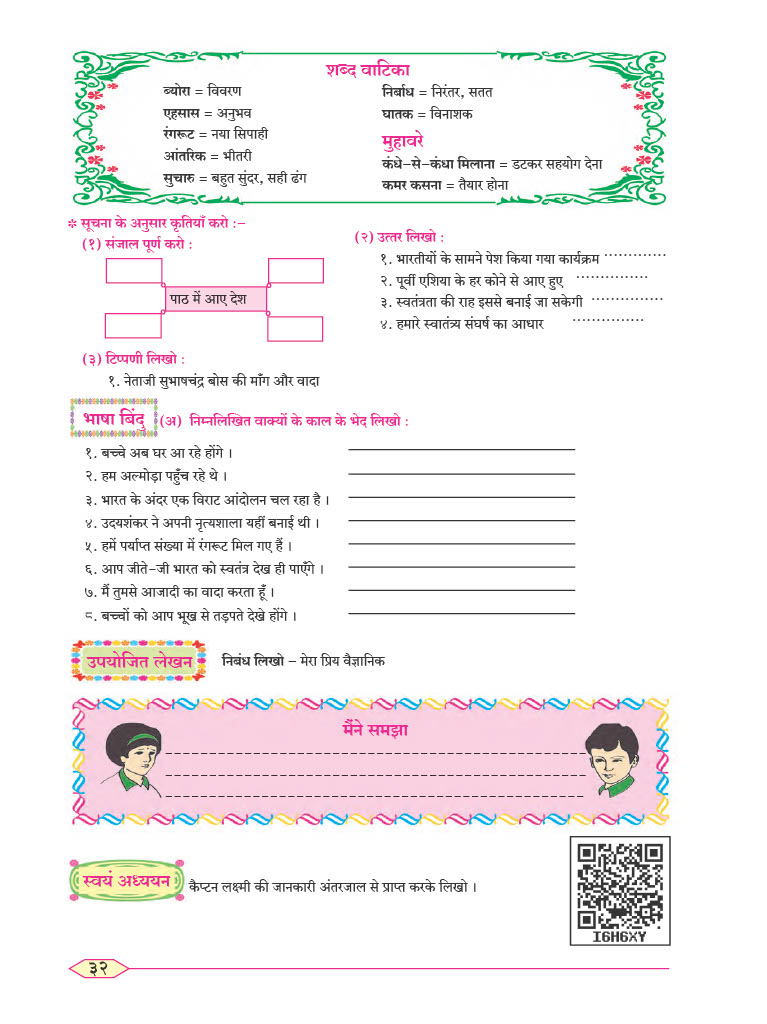 शब्द वाटिका
ब्योरा = विवरण
एहसास = अनुभव
रंगरूट = नया सिपाही
आंतरिक = भीतरी
सुचारु = बहुत सुंदर, सही ढंग
निर्बाध = निरंतर, सतत
घातक = विनाशक
मुहावरे
कंधे-से-कंधा मिलाना = डटकर सहयोग देना
कमर कसना = तैयार होना
* सूचना के अनुसार कृतियाँ करो :-
(१) संजाल पूर्ण करो :
पाठ में आए देश
(२) उत्तर लिखो :
१. भारतीयों के सामने पेश किया गया कार्यक्रम .............
२. पूर्वी एशिया के हर कोने से आए हुए ...............
३. स्वतंत्रता की राह इससे बनाई जा सकेगी ...............
४. हमारे स्वातंत्र्य संघर्ष का आधार ...............
(३) टिप्पणी लिखो :
१. नेताजी सुभाषचंद्र बोस की माँग और वादा
भाषा बिंदु (अ) निम्नलिखित वाक्यों के काल के भेद लिखो :
१. बच्चे अब घर आ रहे होंगे ।
२. हम अल्मोड़ा पहुँच रहे थे ।
३. भारत के अंदर एक विराट आंदोलन चल रहा है ।
४. उदयशंकर ने अपनी नृत्यशाला यहीं बनाई थी ।
५. हमें पर्याप्त संख्या में रंगरूट मिल गए हैं ।
६. आप जीते-जी भारत को स्वतंत्र देख ही पाएँगे ।
७. मैं तुमसे आजादी का वादा करता हूँ ।
८. बच्चों को आप भूख से तड़पते देखे होंगे ।
उपयोजित लेखन निबंध लिखो – मेरा प्रिय वैज्ञानिक
मैंने समझा
स्वयं अध्ययन कैप्टन लक्ष्मी की जानकारी अंतरजाल से प्राप्त करके लिखो ।
I6H6XY
३२